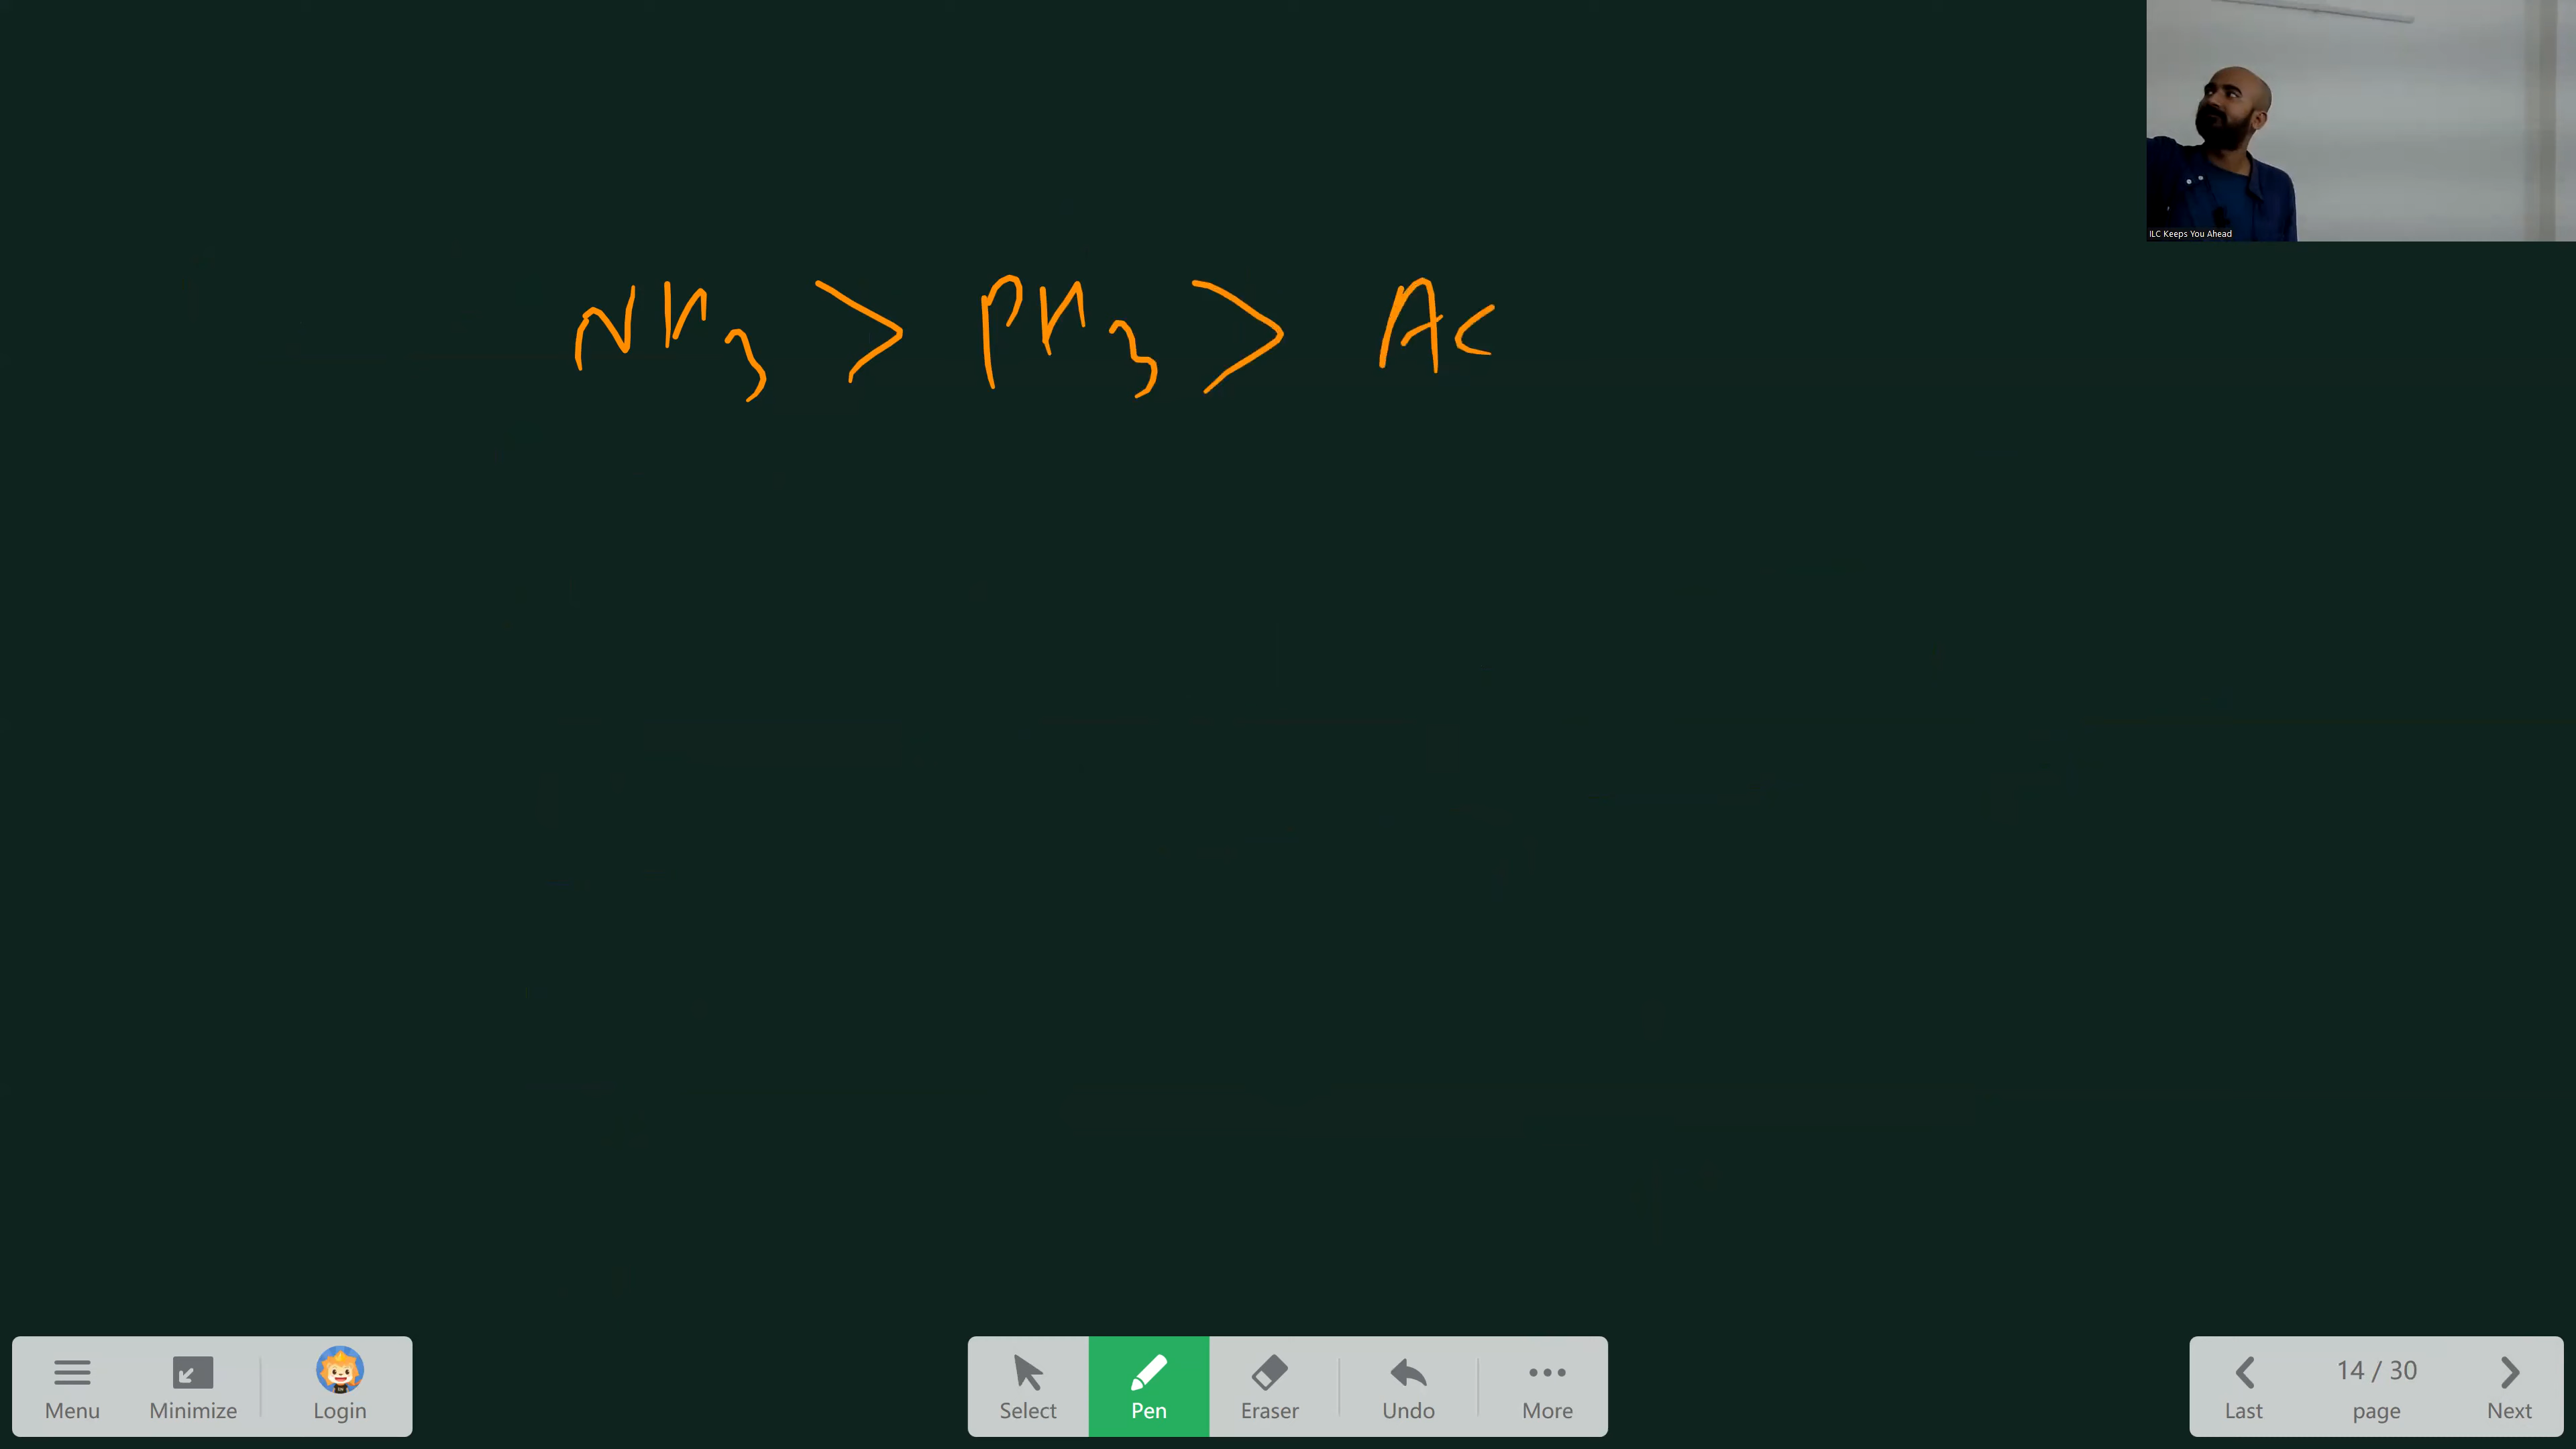 ILC Keeps You Ahead
NH3 > PH3 > As
Menu Minimize Login Select Pen Eraser Undo More Last 14 / 30 page Next